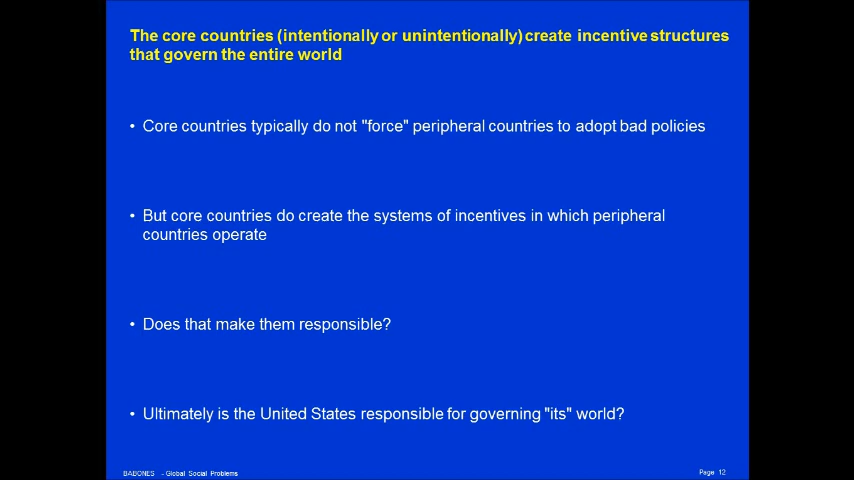 The core countries (intentionally or unintentionally) create incentive structures
that govern the entire world
• Core countries typically do not "force" peripheral countries to adopt bad policies
• But core countries do create the systems of incentives in which peripheral
countries operate
• Does that make them responsible?
• Ultimately is the United States responsible for governing "its" world?
BABONES - Global Social Problems
Page 12